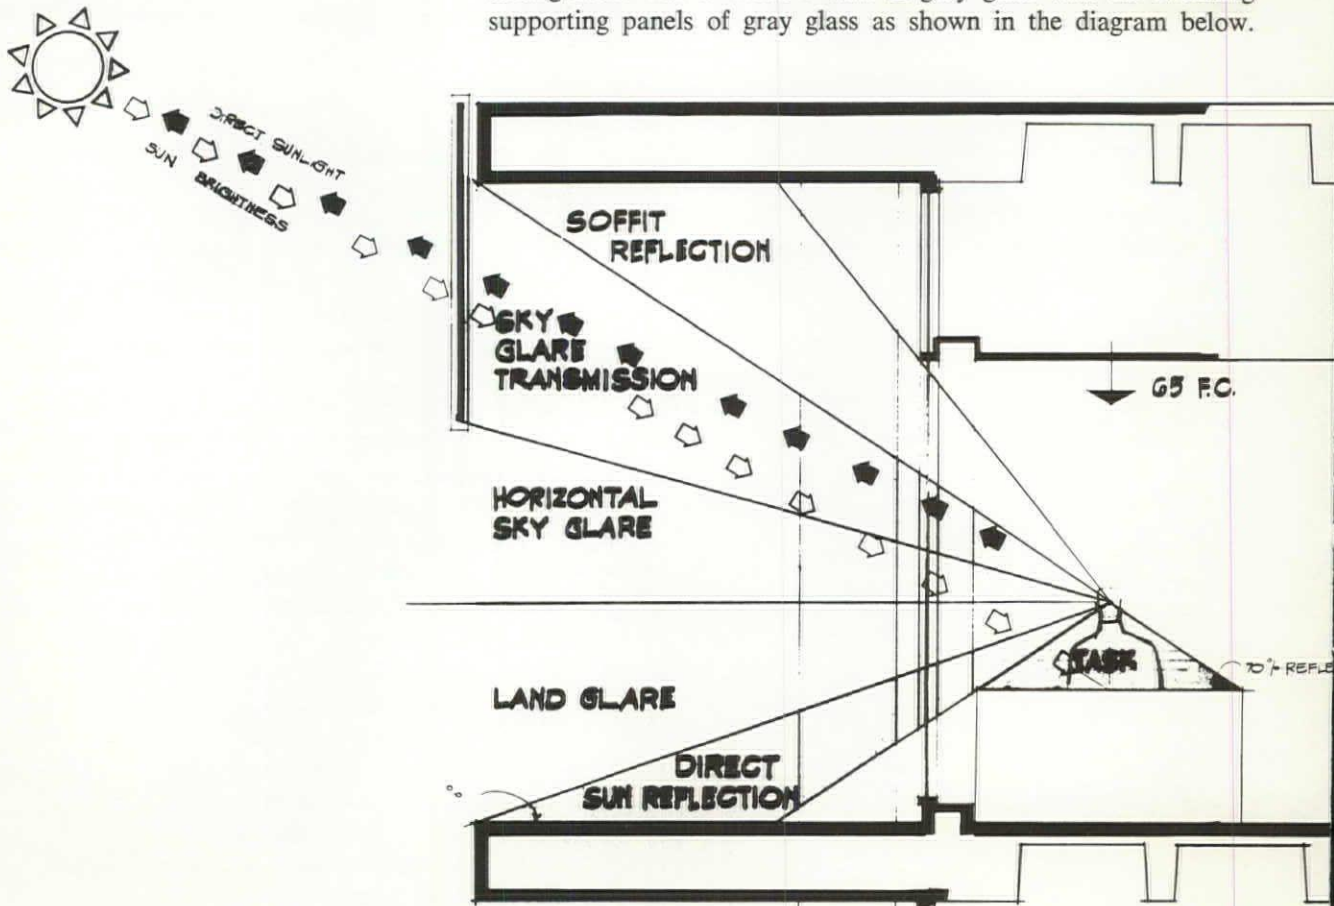 supporting panels of gray glass as shown in the diagram below.
DIRECT SUNLIGHT
SUN BRIGHTNESS
SOFFIT
REFLECTION
SKY
GLARE
TRANSMISSION
65 F.C.
HORIZONTAL
SKY GLARE
TASK
70%
LAND GLARE
DIRECT
SUN REFLECTION